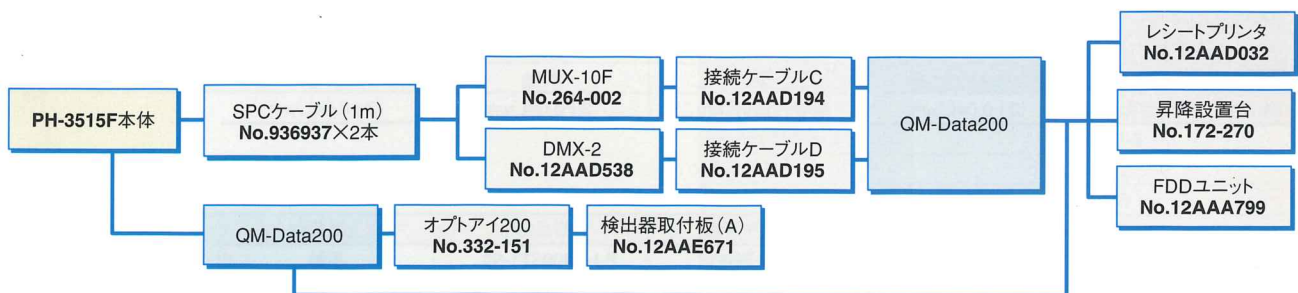 PH-3515F本体
SPCケーブル(1m)
No.936937×2本
MUX-10F
No.264-002
接続ケーブルC
No.12AAD194
DMX-2
No.12AAD538
接続ケーブルD
No.12AAD195
QM-Data200
レシートプリンタ
No.12AAD032
昇降設置台
No.172-270
FDDユニット
No.12AAA799
QM-Data200
オプトアイ200
No.332-151
検出器取付板(A)
No.12AAE671